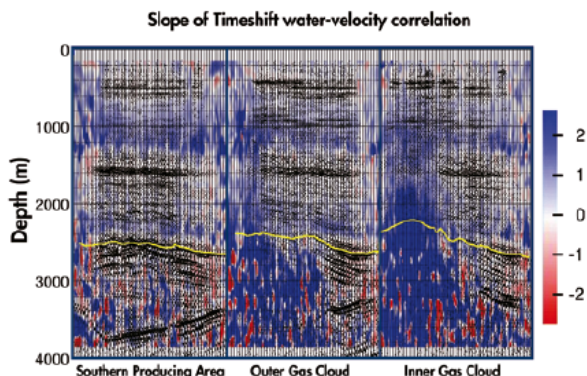 Slope of Timeshift water-velocity correlation
0
1000
2000
3000
4000
Depth (m)
2
1
0
-1
-2
Southern Producing Area
Outer Gas Cloud
Inner Gas Cloud